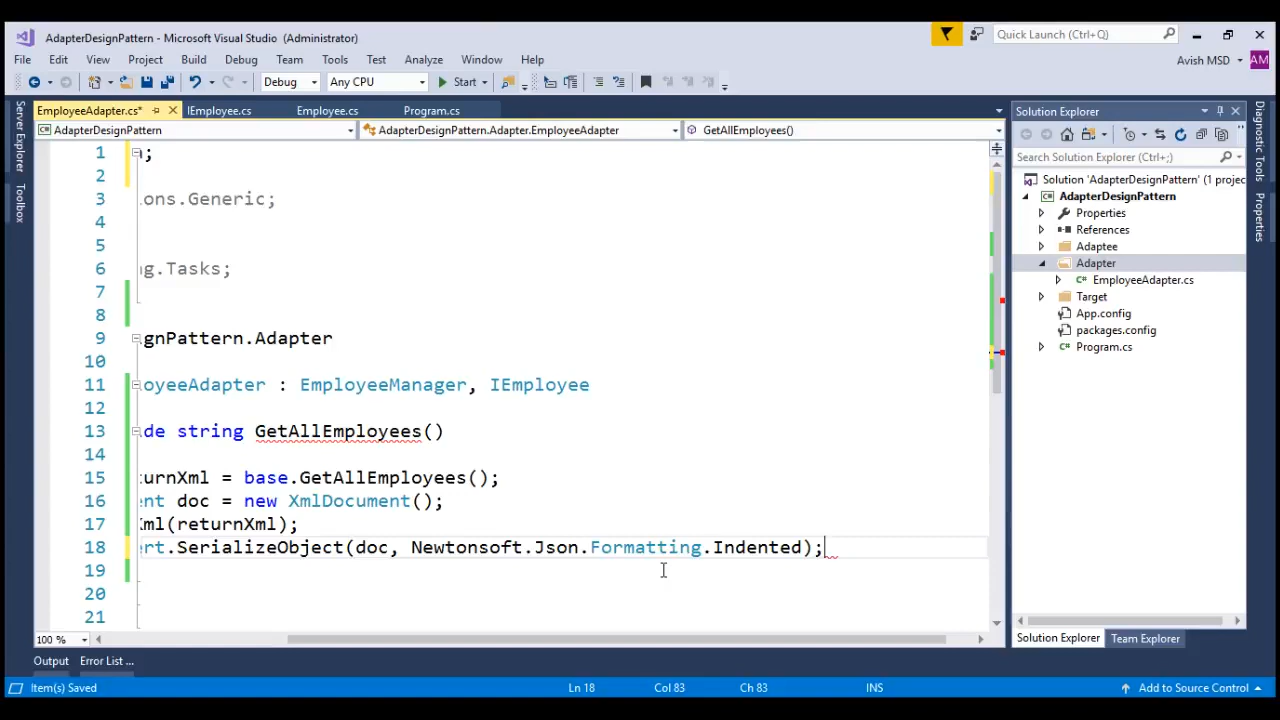 AdapterDesignPattern - Microsoft Visual Studio (Administrator)
Quick Launch (Ctrl+Q)
File Edit View Project Build Debug Team Tools Test Analyze Window Help
Avish MSD AM
Debug Any CPU Start
EmployeeAdapter.cs* IEmployee.cs Employee.cs Program.cs
AdapterDesignPattern AdapterDesignPattern.Adapter.EmployeeAdapter GetAllEmployees()
Server Explorer
Toolbox
1 ;
2
3 ions.Generic;
4
5
6 ng.Tasks;
7
8
9 gnPattern.Adapter
10
11 oyeeAdapter : EmployeeManager, IEmployee
12
13 ide string GetAllEmployees()
14
15 turnXml = base.GetAllEmployees();
16 ent doc = new XmlDocument();
17 Xml(returnXml);
18 ert.SerializeObject(doc, Newtonsoft.Json.Formatting.Indented);
19
20
21
100 %
Solution Explorer
Search Solution Explorer (Ctrl+;)
Solution 'AdapterDesignPattern' (1 projec
AdapterDesignPattern
Properties
References
Adaptee
Adapter
EmployeeAdapter.cs
Target
App.config
packages.config
Program.cs
Solution Explorer Team Explorer
Diagnostic Tools
Properties
Output Error List ...
Item(s) Saved Ln 18 Col 83 Ch 83 INS Add to Source Control